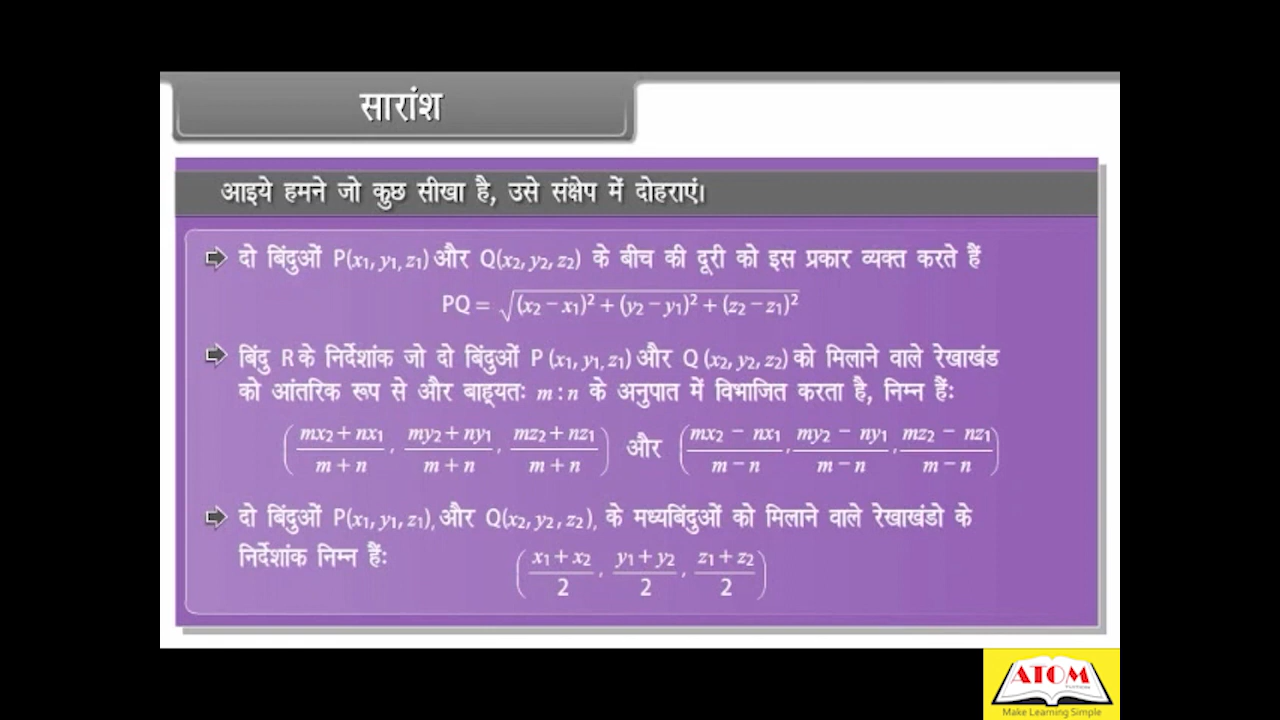 सारांश
आइये हमने जो कुछ सीखा है, उसे संक्षेप में दोहराएं।
दो बिंदुओं P(x₁, y₁, z₁) और Q(x₂, y₂, z₂) के बीच की दूरी को इस प्रकार व्यक्त करते हैं
PQ = √((x₂ − x₁)² + (y₂ − y₁)² + (z₂ − z₁)²)
बिंदु R के निर्देशांक जो दो बिंदुओं P (x₁, y₁, z₁) और Q (x₂, y₂, z₂) को मिलाने वाले रेखाखंड
को आंतरिक रूप से और बाह्यतः m : n के अनुपात में विभाजित करता है, निम्न हैंः
((mx₂ + nx₁)/(m + n), (my₂ + ny₁)/(m + n), (mz₂ + nz₁)/(m + n)) और ((mx₂ − nx₁)/(m − n), (my₂ − ny₁)/(m − n), (mz₂ − nz₁)/(m − n))
दो बिंदुओं P(x₁, y₁, z₁), और Q(x₂, y₂, z₂), के मध्यबिंदुओं को मिलाने वाले रेखाखंडो के
निर्देशांक निम्न हैंः ((x₁ + x₂)/2, (y₁ + y₂)/2, (z₁ + z₂)/2)
ATOM
Make Learning Simple